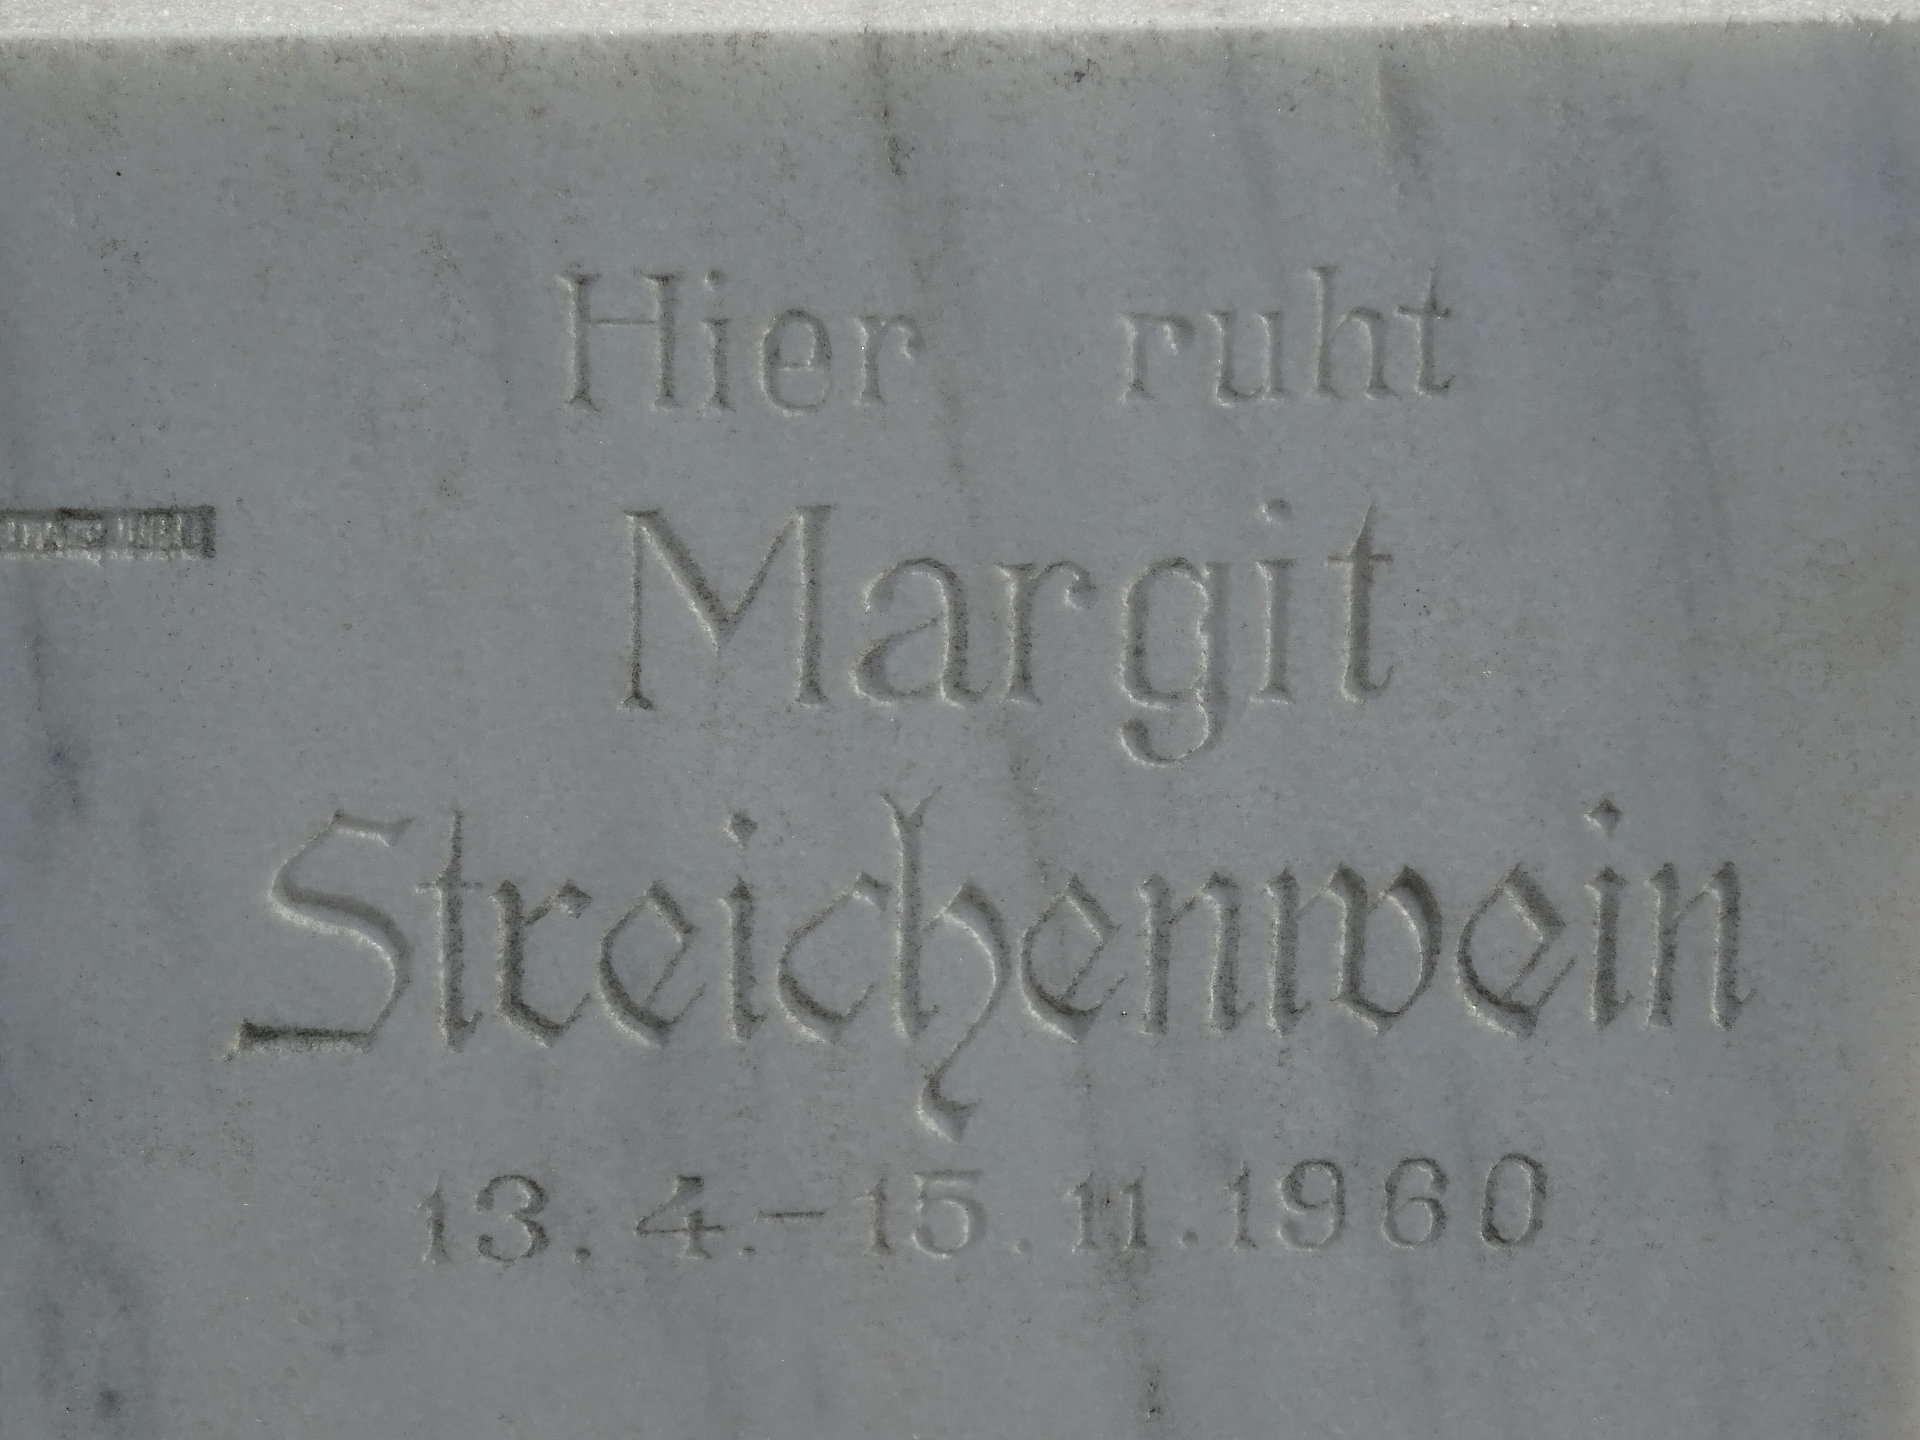 Hier ruht
Margit
Streichenwein
13.4.-15.11.1960